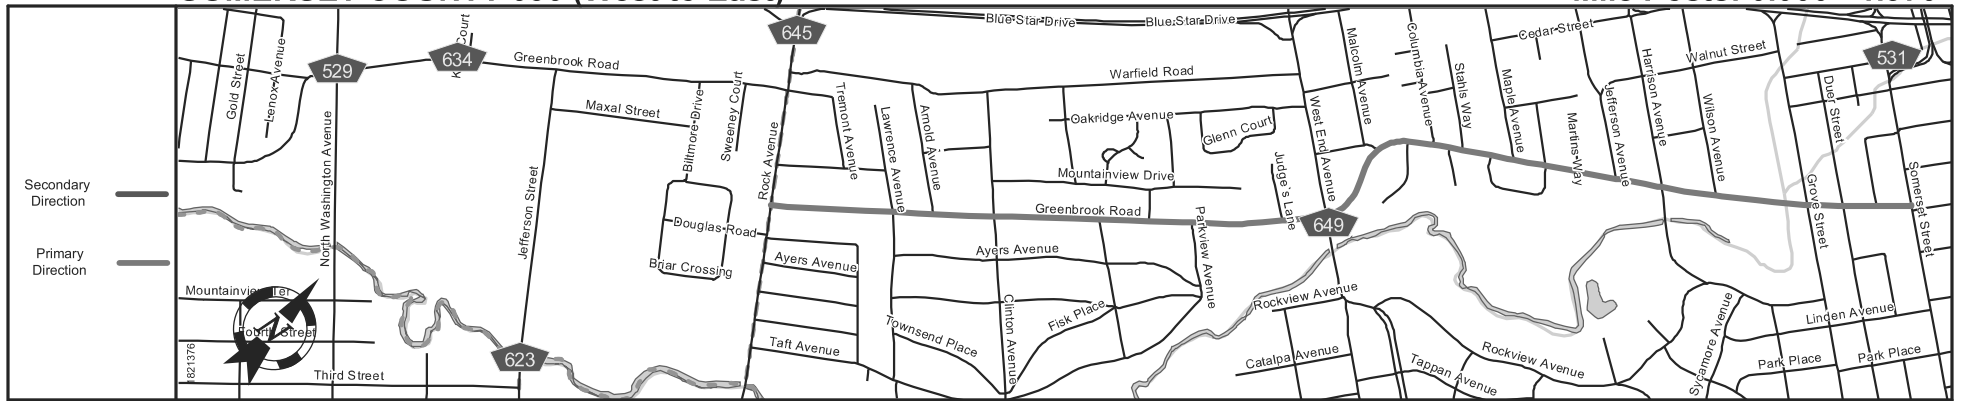 Secondary
Direction
Primary
Direction
Gold Street
Lenox Avenue
529
634
Court
Greenbrook Road
Maxal Street
Biltmore Drive
Sweeney Court
645
Rock Avenue
North Washington Avenue
Jefferson Street
Douglas Road
Briar Crossing
Mountainview Ter
Fourth Street
Third Street
1821376
N
623
Blue Star Drive
Blue Star Drive
Warfield Road
Tremont Avenue
Lawrence Avenue
Arnold Avenue
Oakridge Avenue
Glenn Court
Mountainview Drive
Judge's Lane
West End Avenue
Greenbrook Road
Parkview Avenue
649
Ayers Avenue
Ayers Avenue
Taft Avenue
Townsend Place
Clinton Avenue
Fisk Place
Rockview Avenue
Catalpa Avenue
Tappan Avenue
Rockview Avenue
Malcolm Avenue
Columbia Avenue
Stahls Way
Maple Avenue
Cedar Street
Martins Way
Jefferson Avenue
Harrison Avenue
Walnut Street
Wilson Avenue
531
Duer Street
Grove Street
Somerset Street
Linden Avenue
Sycamore Avenue
Park Place
Park Place